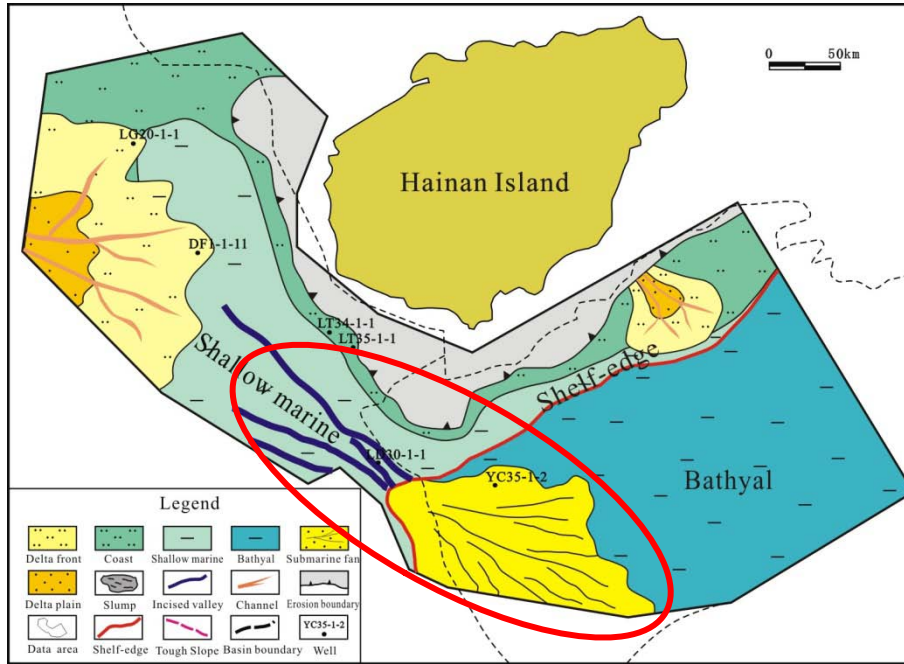 0 50km
LG20-1-1
Hainan Island
DF1-1-11
LT34-1-1
LT35-1-1
Shelf-edge
Shallow marine
LD30-1-1
YC35-1-2
Bathyal
Legend
Delta front Coast Shallow marine Bathyal Submarine fan
Delta plain Slump Incised valley Channel Erosion boundary
YC35-1-2
Data area Shelf-edge Tough Slope Basin boundary Well